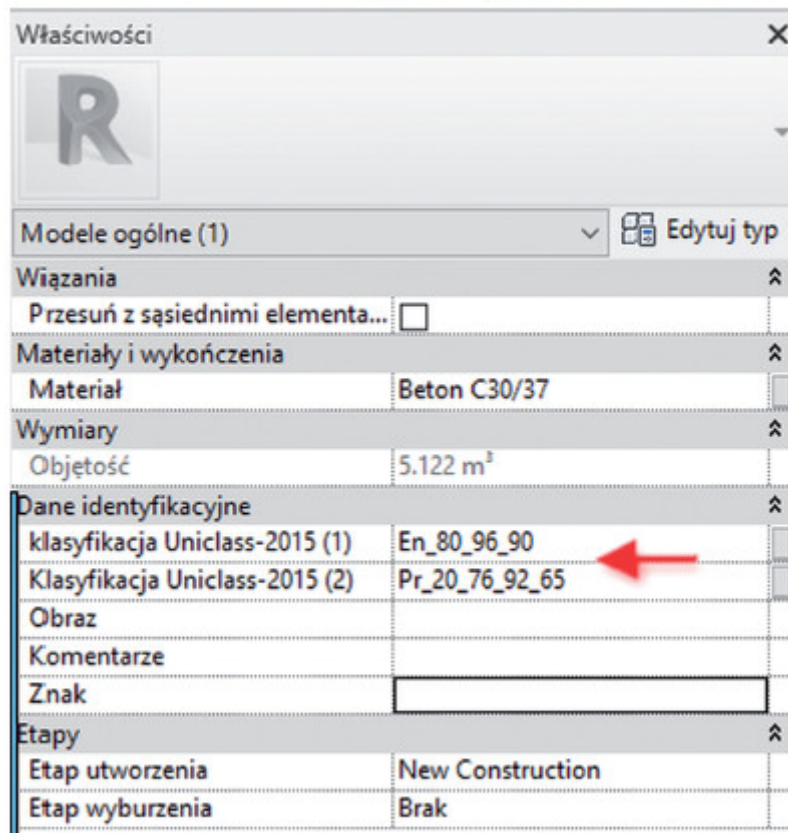 Właściwości
R
Modele ogólne (1) Edytuj typ
Wiązania
Przesuń z sąsiednimi elementa...
Materiały i wykończenia
Materiał Beton C30/37
Wymiary
Objętość 5.122 m³
Dane identyfikacyjne
klasyfikacja Uniclass-2015 (1) En_80_96_90
Klasyfikacja Uniclass-2015 (2) Pr_20_76_92_65
Obraz
Komentarze
Znak
Etapy
Etap utworzenia New Construction
Etap wyburzenia Brak